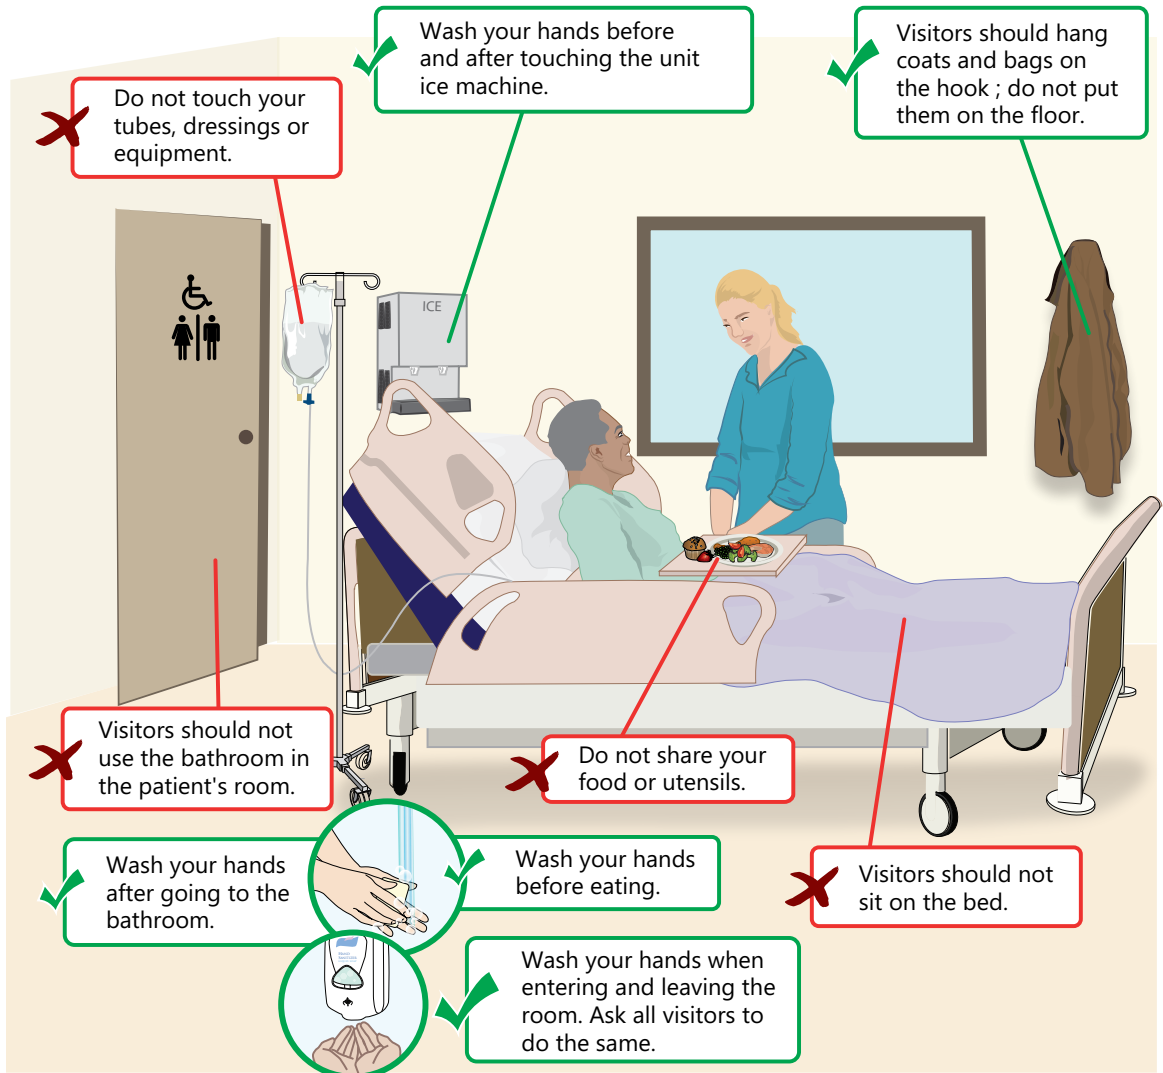 Wash your hands before
and after touching the unit
ice machine.
Visitors should hang
coats and bags on
the hook ; do not put
them on the floor.
Do not touch your
tubes, dressings or
equipment.
ICE
Visitors should not
use the bathroom in
the patient's room.
Do not share your
food or utensils.
Wash your hands
after going to the
bathroom.
Wash your hands
before eating.
Visitors should not
sit on the bed.
Wash your hands when
entering and leaving the
room. Ask all visitors to
do the same.